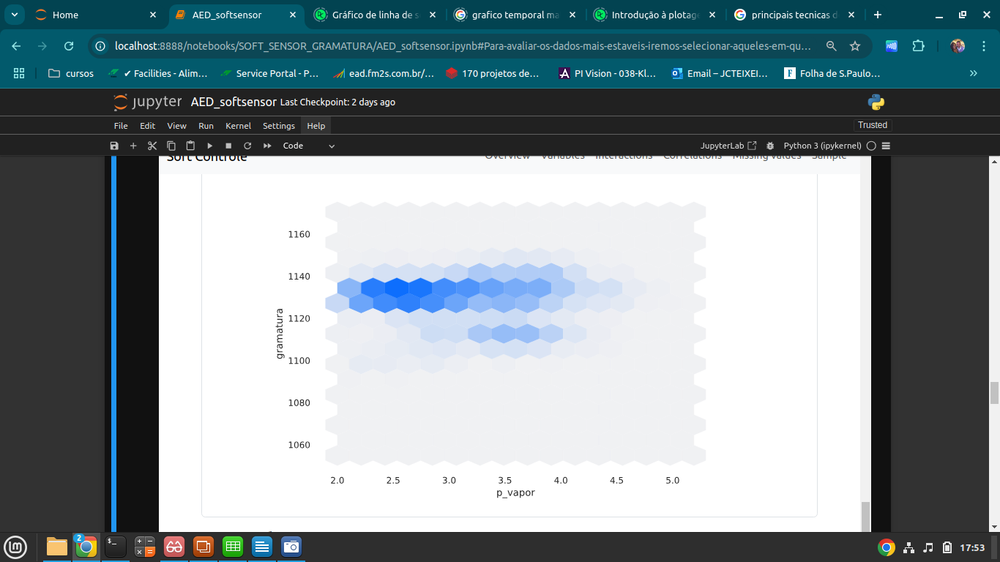 Home
AED_softsensor
Gráfico de linha de s
grafico temporal ma
Introdução à plotage
principais tecnicas d
localhost:8888/notebooks/SOFT_SENSOR_GRAMATURA/AED_softsensor.ipynb#Para-avaliar-os-dados-mais-estaveis-iremos-selecionar-aqueles-em-qu…
cursos
✔ Facilities - Alim…
Service Portal - P…
ead.fm2s.com.br/…
170 projetos de…
PI Vision - 038-Kl…
Email – JCTEIXEI…
Folha de S.Paulo…
jupyter AED_softsensor Last Checkpoint: 2 days ago
File Edit View Run Kernel Settings Help
Trusted
Code
JupyterLab
Python 3 (ipykernel)
Soft Controle
Overview Variables Interactions Correlations Missing values Sample
1160
1140
1120
1100
1080
1060
gramatura
2.0 2.5 3.0 3.5 4.0 4.5 5.0
p_vapor
2
17:53